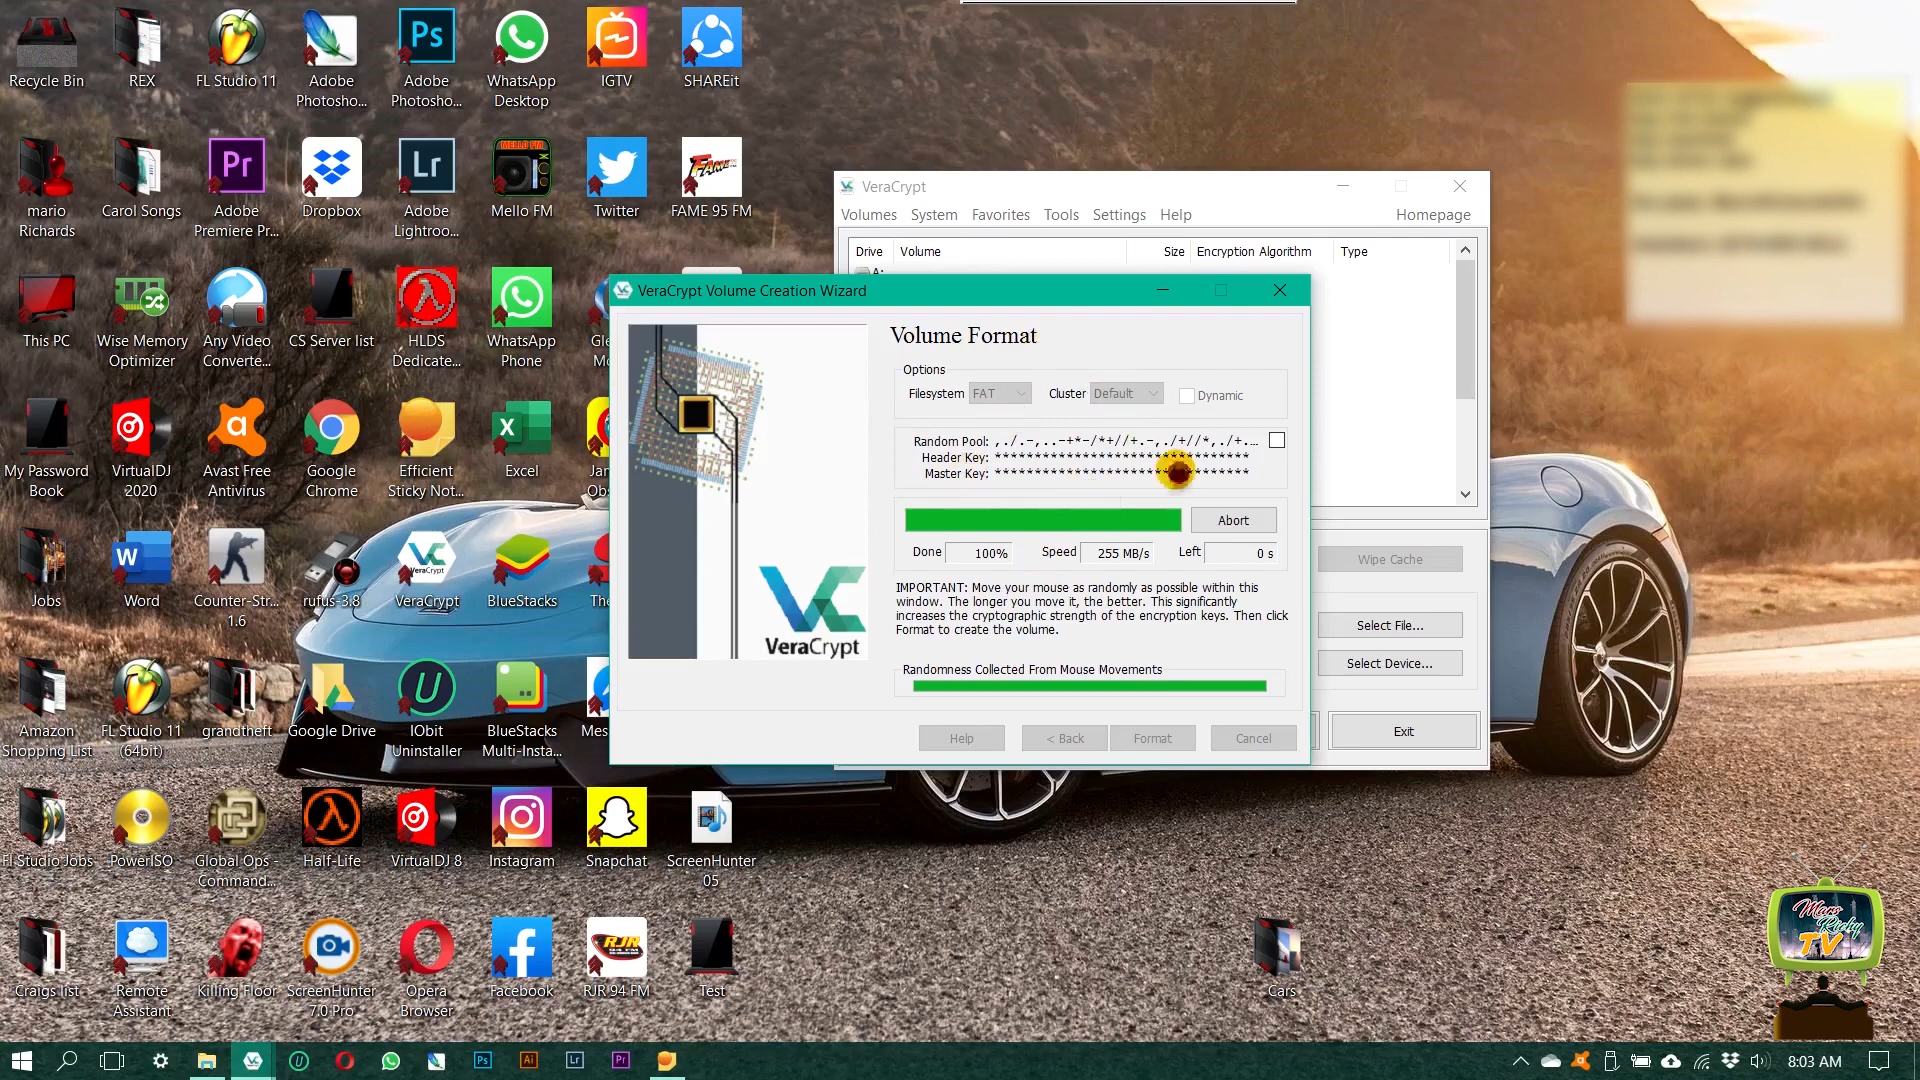 Recycle Bin
REX
FL Studio 11
Adobe
Photosho...
Adobe
Photosho...
WhatsApp
Desktop
IGTV
SHAREit
mario
Richards
Carol Songs
Adobe
Premiere Pr...
Dropbox
Adobe
Lightroo...
MELLO FM
Mello FM
Twitter
FAME 95 FM
This PC
Wise Memory
Optimizer
Any Video
Converte...
CS Server list
HLDS
Dedicate...
WhatsApp
Phone
My Password
Book
VirtualDJ
2020
Avast Free
Antivirus
Google
Chrome
Efficient
Sticky Not...
Excel
Jobs
Word
Counter-Str...
1.6
rufus-3.8
VeraCrypt
BlueStacks
Amazon
Shopping List
FL Studio 11
(64bit)
grandtheft
Google Drive
IObit
Uninstaller
BlueStacks
Multi-Insta...
Fl Studio Jobs
PowerISO
Global Ops -
Command...
Half-Life
VirtualDJ 8
Instagram
Snapchat
ScreenHunter
05
Craigs list
Remote
Assistant
Killing Floor
ScreenHunter
7.0 Pro
Opera
Browser
Facebook
RJR 94 FM
Test
Cars
VeraCrypt
Volumes System Favorites Tools Settings Help Homepage
Drive Volume Size Encryption Algorithm Type
A:
Wipe Cache
Select File...
Select Device...
Exit
VeraCrypt Volume Creation Wizard
Volume Format
Options
Filesystem FAT Cluster Default Dynamic
Random Pool: ,./.-,..-+*-/*+//+.-,./+//*,./+....
Header Key: ********************************
Master Key: ********************************
Abort
Done 100% Speed 255 MB/s Left 0 s
IMPORTANT: Move your mouse as randomly as possible within this
window. The longer you move it, the better. This significantly
increases the cryptographic strength of the encryption keys. Then click
Format to create the volume.
Randomness Collected From Mouse Movements
VeraCrypt
Help < Back Format Cancel
Mars
Richy
TV
8:03 AM